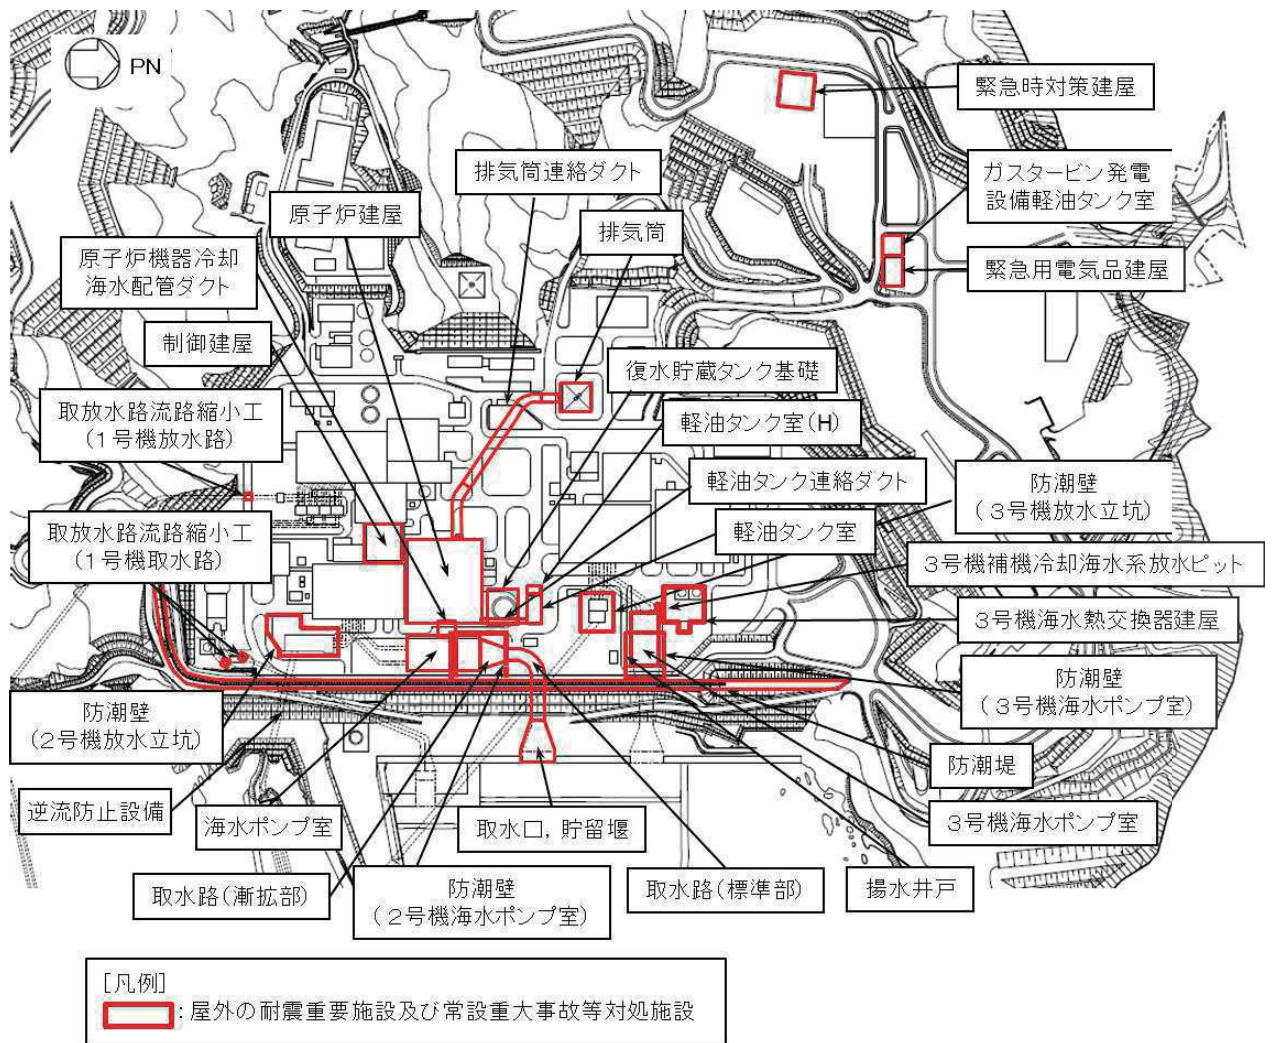 PN
緊急時対策建屋
排気筒連絡ダクト
ガスタービン発電
設備軽油タンク室
原子炉建屋
排気筒
原子炉機器冷却
海水配管ダクト
緊急用電気品建屋
制御建屋
復水貯蔵タンク基礎
取放水路流路縮小工
(1号機放水路)
軽油タンク室(H)
軽油タンク連絡ダクト
防潮壁
(3号機放水立坑)
取放水路流路縮小工
(1号機取水路)
軽油タンク室
3号機補機冷却海水系放水ピット
3号機海水熱交換器建屋
防潮壁
(2号機放水立坑)
防潮壁
(3号機海水ポンプ室)
防潮堤
逆流防止設備
海水ポンプ室
取水口,貯留堰
3号機海水ポンプ室
取水路(漸拡部)
防潮壁
(2号機海水ポンプ室)
取水路(標準部)
揚水井戸
[凡例]
:屋外の耐震重要施設及び常設重大事故等対処施設